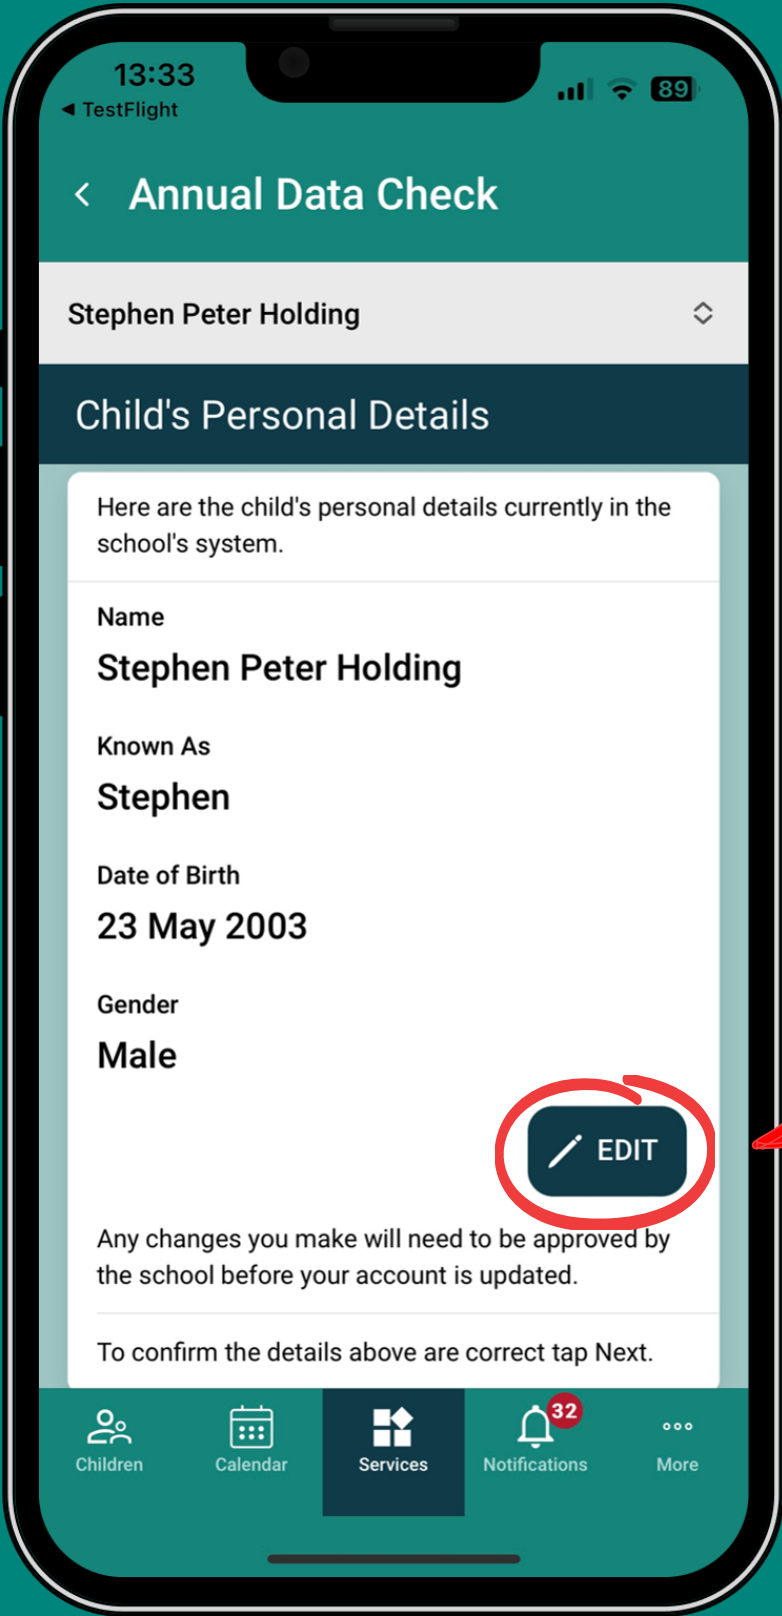 13:33
89
◀ TestFlight
Annual Data Check
Stephen Peter Holding
Child's Personal Details
Here are the child's personal details currently in the
school's system.
Name
Stephen Peter Holding
Known As
Stephen
Date of Birth
23 May 2003
Gender
Male
EDIT
Any changes you make will need to be approved by
the school before your account is updated.
To confirm the details above are correct tap Next.
32
Children Calendar Services Notifications More